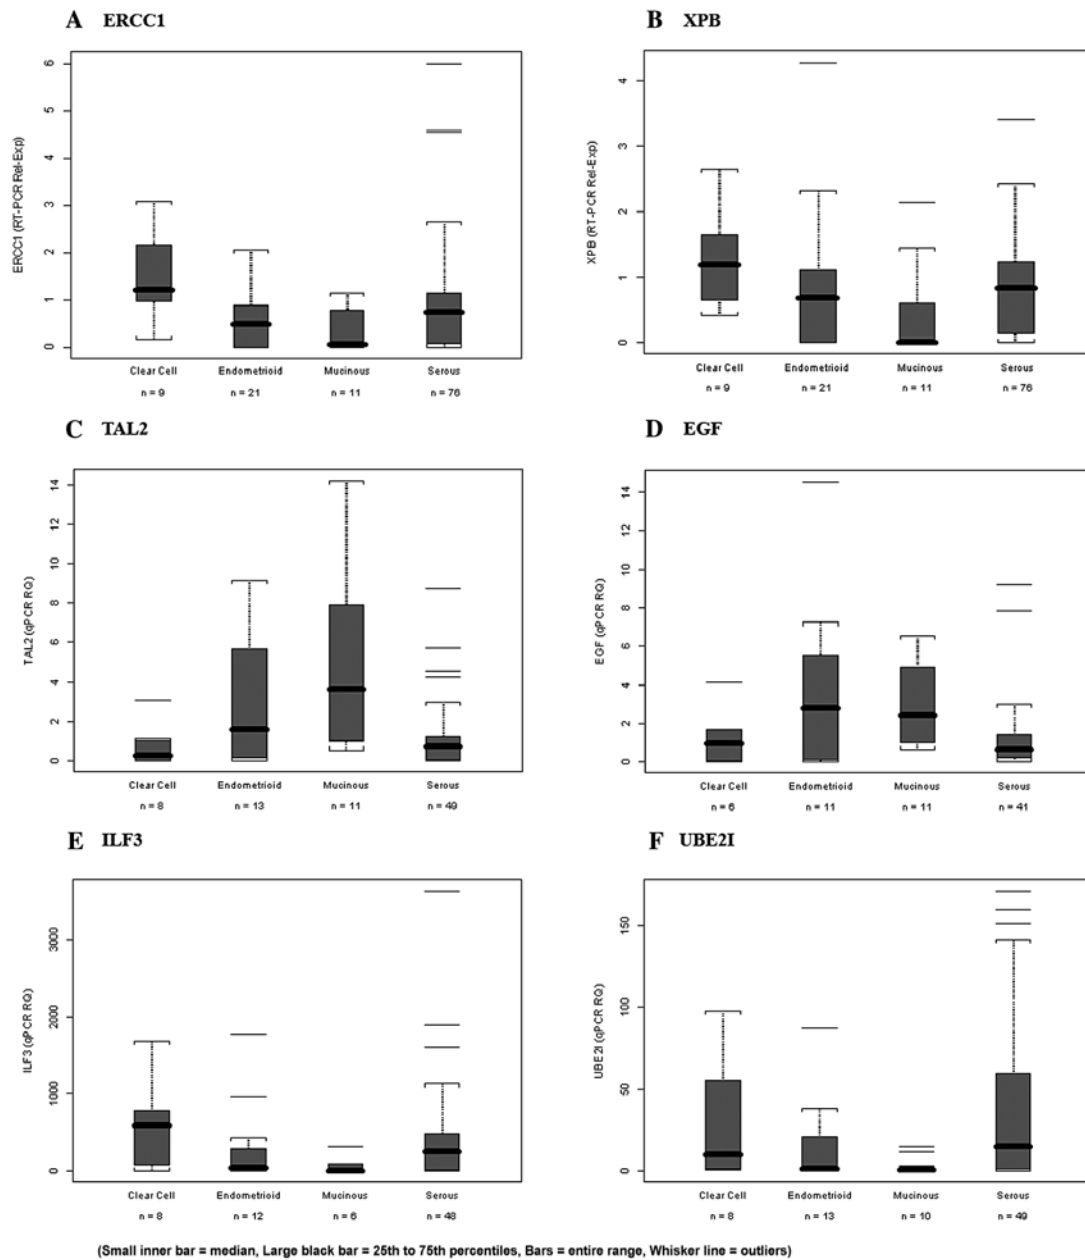 A ERCC1
B XPB
ERCC1 (RT-PCR Rel-Exp)
6
5
4
3
2
1
0
Clear Cell Endometrioid Mucinous Serous
n = 9 n = 21 n = 11 n = 76
XPB (RT-PCR Rel-Exp)
4
3
2
1
0
Clear Cell Endometrioid Mucinous Serous
n = 9 n = 21 n = 11 n = 76
C TAL2
D EGF
TAL2 (qPCR RQ)
14
12
10
8
6
4
2
0
Clear Cell Endometrioid Mucinous Serous
n = 8 n = 13 n = 11 n = 49
EGF (qPCR RQ)
14
12
10
8
6
4
2
0
Clear Cell Endometrioid Mucinous Serous
n = 6 n = 11 n = 11 n = 41
E ILF3
F UBE2I
ILF3 (qPCR RQ)
3000
2000
1000
0
Clear Cell Endometrioid Mucinous Serous
n = 8 n = 12 n = 6 n = 48
UBE2I (qPCR RQ)
150
100
50
0
Clear Cell Endometrioid Mucinous Serous
n = 8 n = 13 n = 10 n = 49
(Small inner bar = median, Large black bar = 25th to 75th percentiles, Bars = entire range, Whisker line = outliers)